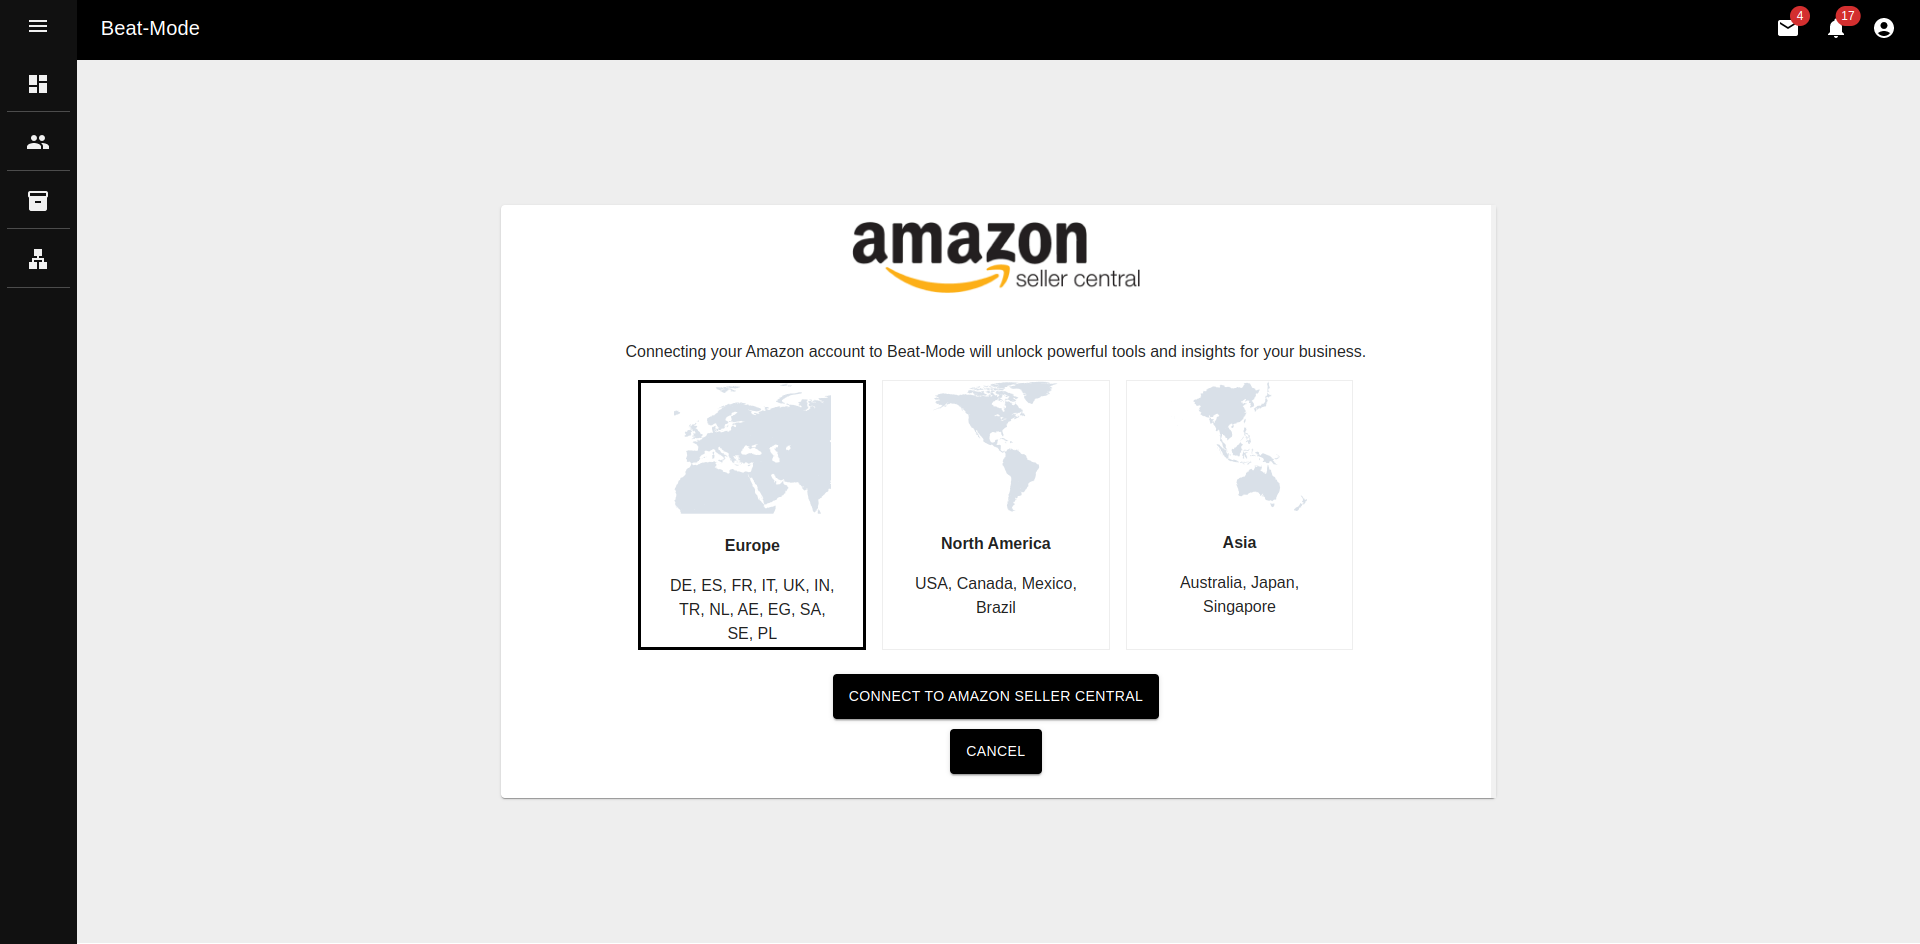 Beat-Mode
4
17
amazon
seller central
Connecting your Amazon account to Beat-Mode will unlock powerful tools and insights for your business.
Europe
DE, ES, FR, IT, UK, IN,
TR, NL, AE, EG, SA,
SE, PL
North America
USA, Canada, Mexico,
Brazil
Asia
Australia, Japan,
Singapore
CONNECT TO AMAZON SELLER CENTRAL
CANCEL